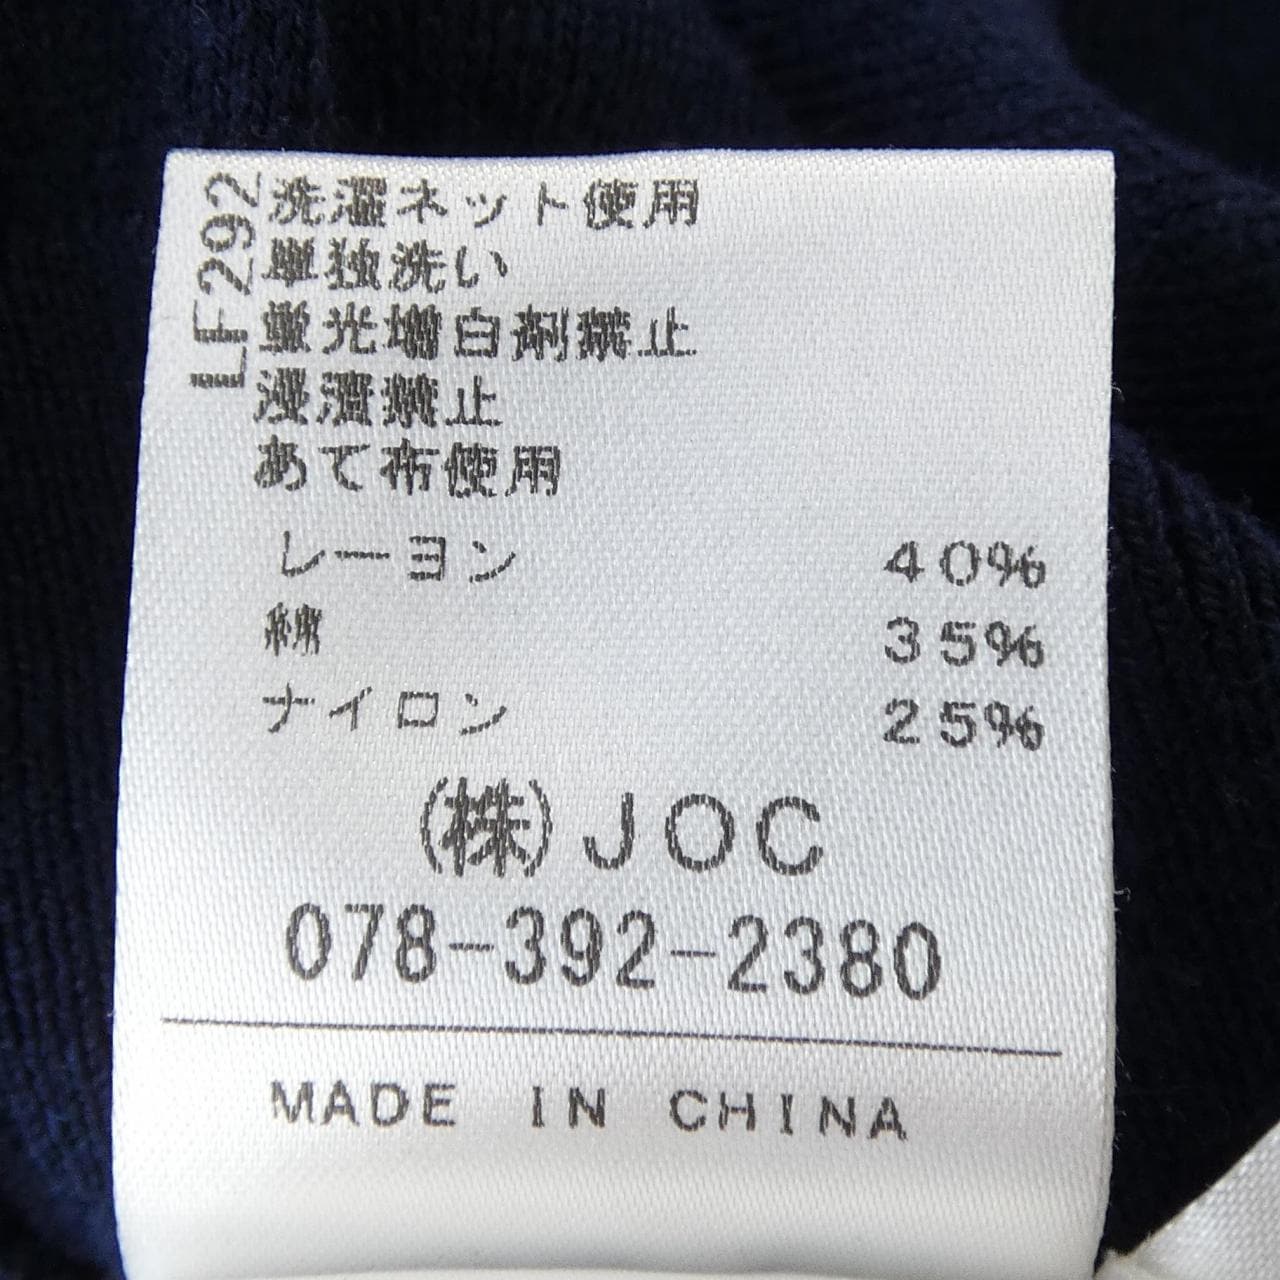 LF292
洗濯ネット使用
単独洗い
蛍光増白剤禁止
浸漬禁止
あて布使用
レーヨン 40%
綿 35%
ナイロン 25%
(株)JOC
078-392-2380
MADE IN CHINA